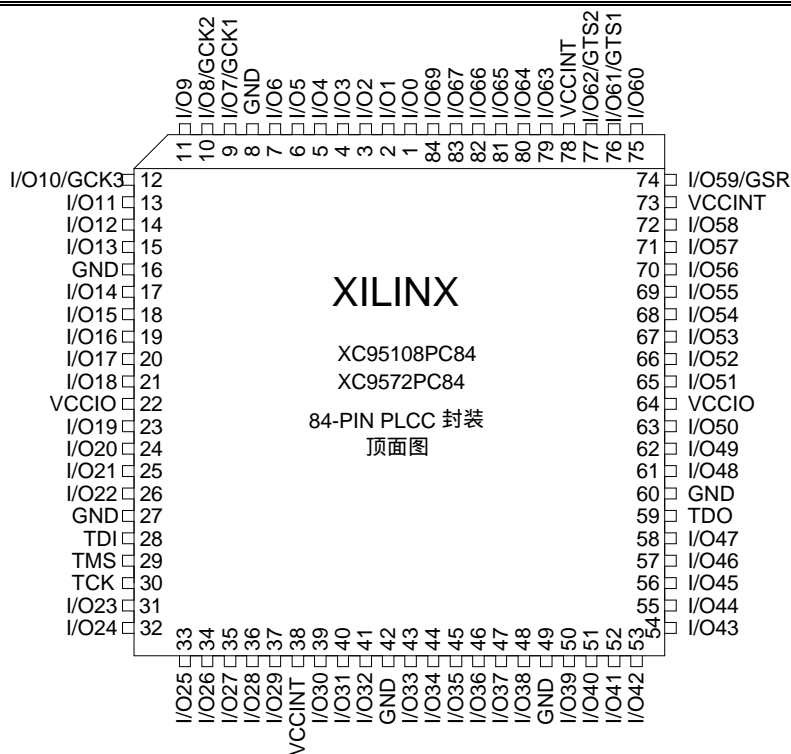 I/O9
I/O8/GCK2
I/O7/GCK1
GND
I/O6
I/O5
I/O4
I/O3
I/O2
I/O1
I/O0
I/O69
I/O67
I/O66
I/O65
I/O64
I/O63
VCCINT
I/O62/GTS2
I/O61/GTS1
I/O60
11
10
9
8
7
6
5
4
3
2
1
84
83
82
81
80
79
78
77
76
75
I/O10/GCK3 12
74 I/O59/GSR
I/O11 13
73 VCCINT
I/O12 14
72 I/O58
I/O13 15
71 I/O57
GND 16
70 I/O56
I/O14 17
69 I/O55
I/O15 18
68 I/O54
I/O16 19
67 I/O53
I/O17 20
66 I/O52
I/O18 21
65 I/O51
VCCIO 22
64 VCCIO
I/O19 23
63 I/O50
I/O20 24
62 I/O49
I/O21 25
61 I/O48
I/O22 26
60 GND
GND 27
59 TDO
TDI 28
58 I/O47
TMS 29
57 I/O46
TCK 30
56 I/O45
I/O23 31
55 I/O44
I/O24 32
54 I/O43
XILINX
XC95108PC84
XC9572PC84
84-PIN PLCC 封装
顶面图
33
34
35
36
37
38
39
40
41
42
43
44
45
46
47
48
49
50
51
52
53
I/O25
I/O26
I/O27
I/O28
I/O29
VCCINT
I/O30
I/O31
I/O32
GND
I/O33
I/O34
I/O35
I/O36
I/O37
I/O38
GND
I/O39
I/O40
I/O41
I/O42